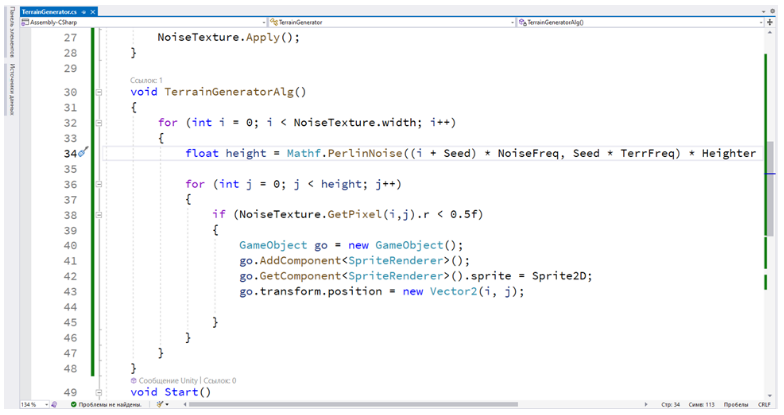 TerrainGenerator.cs
Assembly-CSharp
TerrainGenerator
TerrainGeneratorAlg()
Панель элементов
Источники данных
27 NoiseTexture.Apply();
28 }
29
Ссылок: 1
30 void TerrainGeneratorAlg()
31 {
32 for (int i = 0; i < NoiseTexture.width; i++)
33 {
34 float height = Mathf.PerlinNoise((i + Seed) * NoiseFreq, Seed * TerrFreq) * Heighter
35
36 for (int j = 0; j < height; j++)
37 {
38 if (NoiseTexture.GetPixel(i,j).r < 0.5f)
39 {
40 GameObject go = new GameObject();
41 go.AddComponent<SpriteRenderer>();
42 go.GetComponent<SpriteRenderer>().sprite = Sprite2D;
43 go.transform.position = new Vector2(i, j);
44
45 }
46 }
47 }
48 }
Сообщение Unity | Ссылок: 0
49 void Start()
134 % Проблемы не найдены. Стр: 34 Симв: 113 Пробелы CRLF